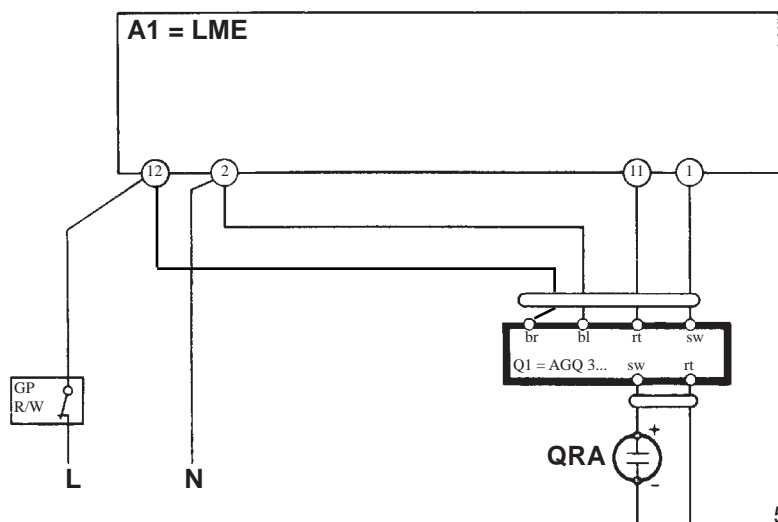 A1 = LME
12
2
11
1
br bl rt sw
Q1 = AGQ 3... sw rt
GP
R/W
+
QRA
-
L
N